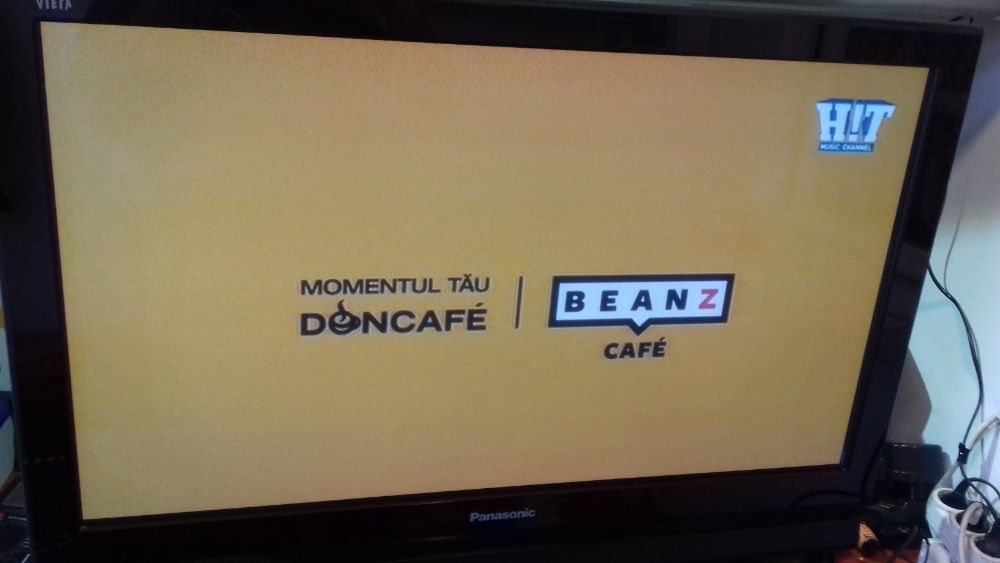 VIERA
H!T
MUSIC CHANNEL
MOMENTUL TĂU
DONCAFÉ
BEANZ
CAFÉ
Panasonic